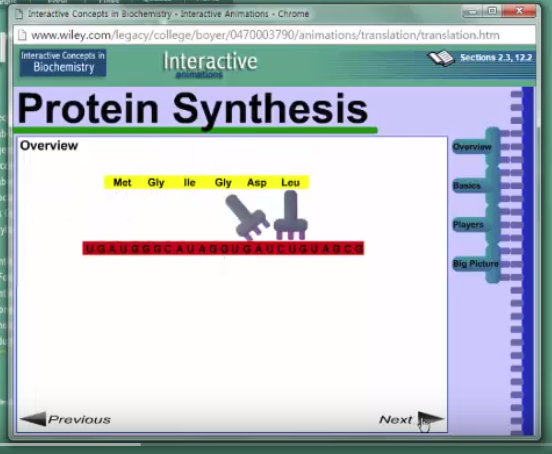 Interactive Concepts in Biochemistry - Interactive Animations - Chrome
www.wiley.com/legacy/college/boyer/0470003790/animations/translation/translation.htm
Interactive Concepts in
Biochemistry
Interactive
animations
Sections 2.3, 12.2
Protein Synthesis
Overview
Met Gly Ile Gly Asp Leu
UGAUGGGCAUAGGUGAUCUGUAGCG
Overview
Basics
Players
Big Picture
Previous
Next